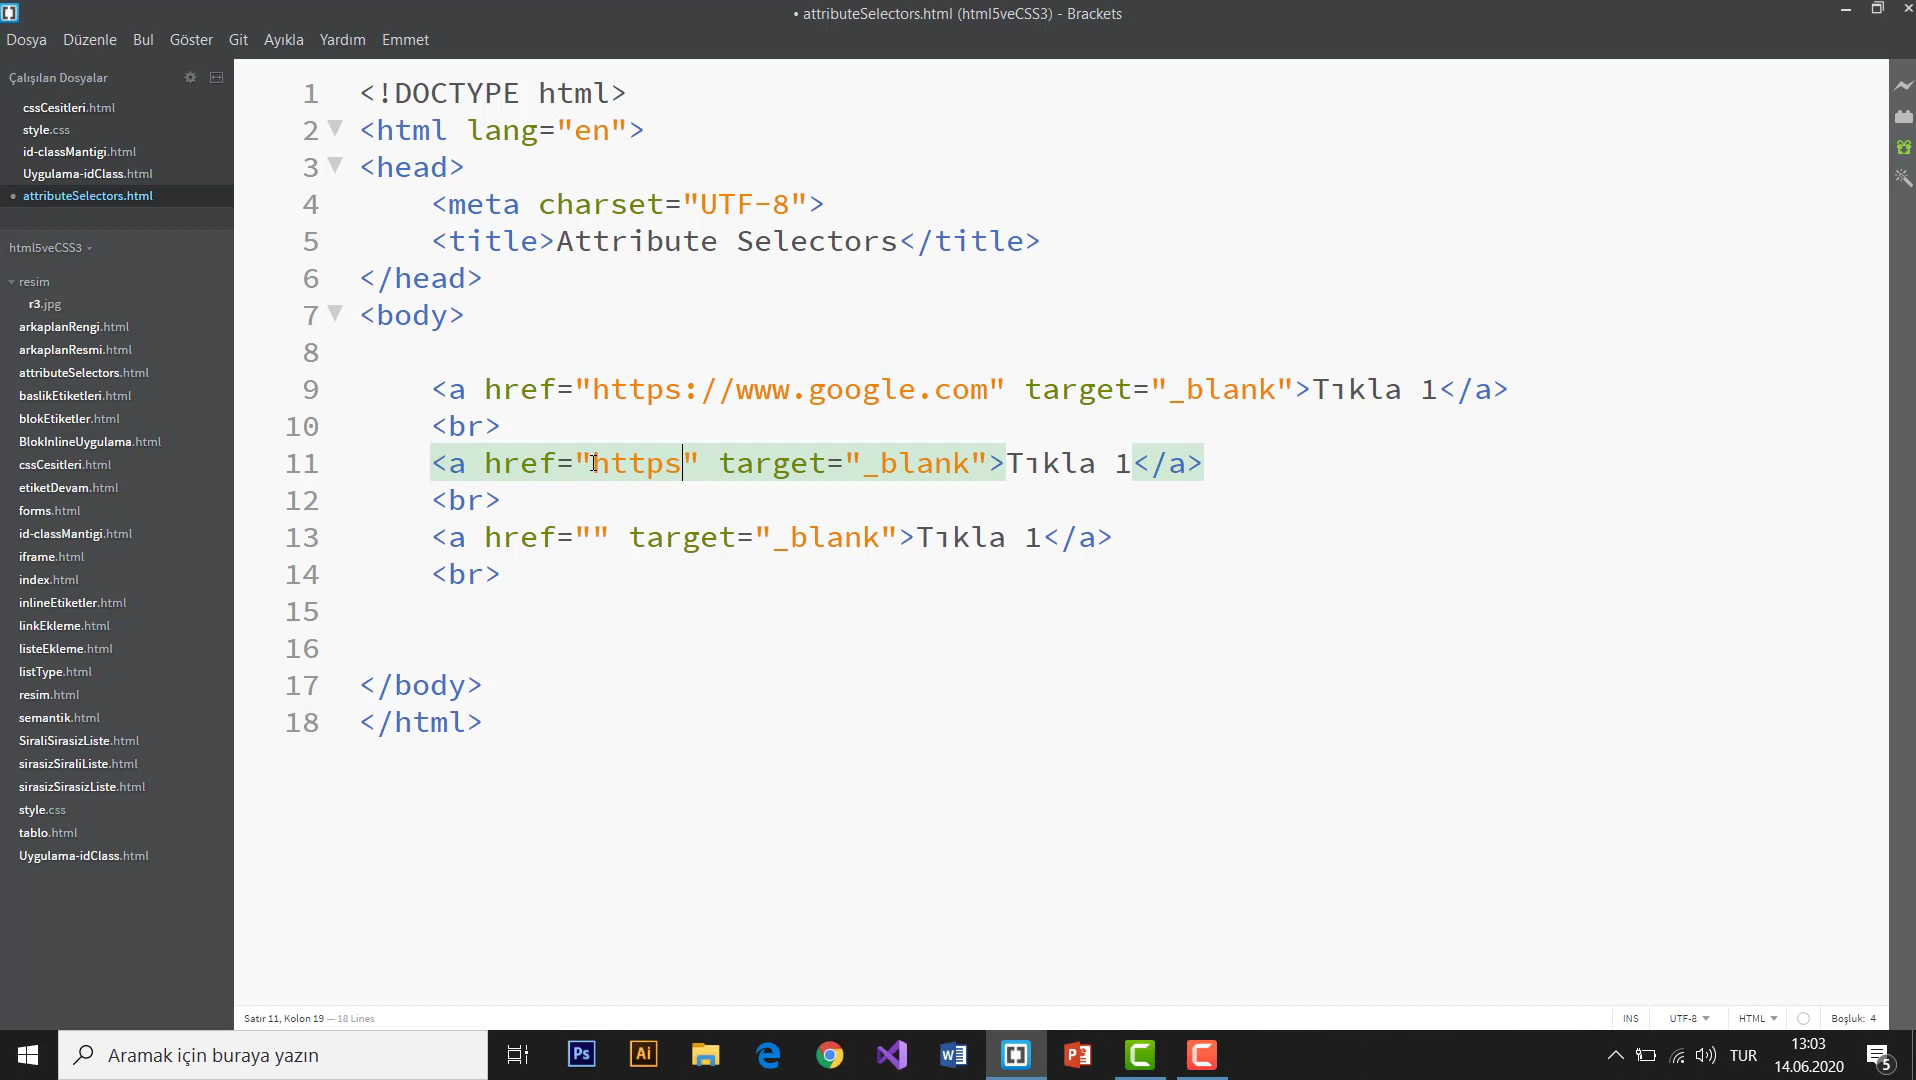 • attributeSelectors.html (html5veCSS3) - Brackets
Dosya Düzenle Bul Göster Git Ayıkla Yardım Emmet
Çalışılan Dosyalar
cssCesitleri.html
style.css
id-classMantigi.html
Uygulama-idClass.html
• attributeSelectors.html
html5veCSS3
resim
r3.jpg
arkaplanRengi.html
arkaplanResmi.html
attributeSelectors.html
baslikEtiketleri.html
blokEtiketler.html
BlokInlineUygulama.html
cssCesitleri.html
etiketDevam.html
forms.html
id-classMantigi.html
iframe.html
index.html
inlineEtiketler.html
linkEkleme.html
listeEkleme.html
listType.html
resim.html
semantik.html
SiraliSirasizListe.html
sirasizSiraliListe.html
sirasizSirasizListe.html
style.css
tablo.html
Uygulama-idClass.html
1 <!DOCTYPE html>
2 <html lang="en">
3 <head>
4 <meta charset="UTF-8">
5 <title>Attribute Selectors</title>
6 </head>
7 <body>
8
9 <a href="https://www.google.com" target="_blank">Tıkla 1</a>
10 <br>
11 <a href="https" target="_blank">Tıkla 1</a>
12 <br>
13 <a href="" target="_blank">Tıkla 1</a>
14 <br>
15
16
17 </body>
18 </html>
Satır 11, Kolon 19 — 18 Lines
INS UTF-8 HTML Boşluk: 4
Aramak için buraya yazın
Ps Ai TUR
13:03
14.06.2020
5